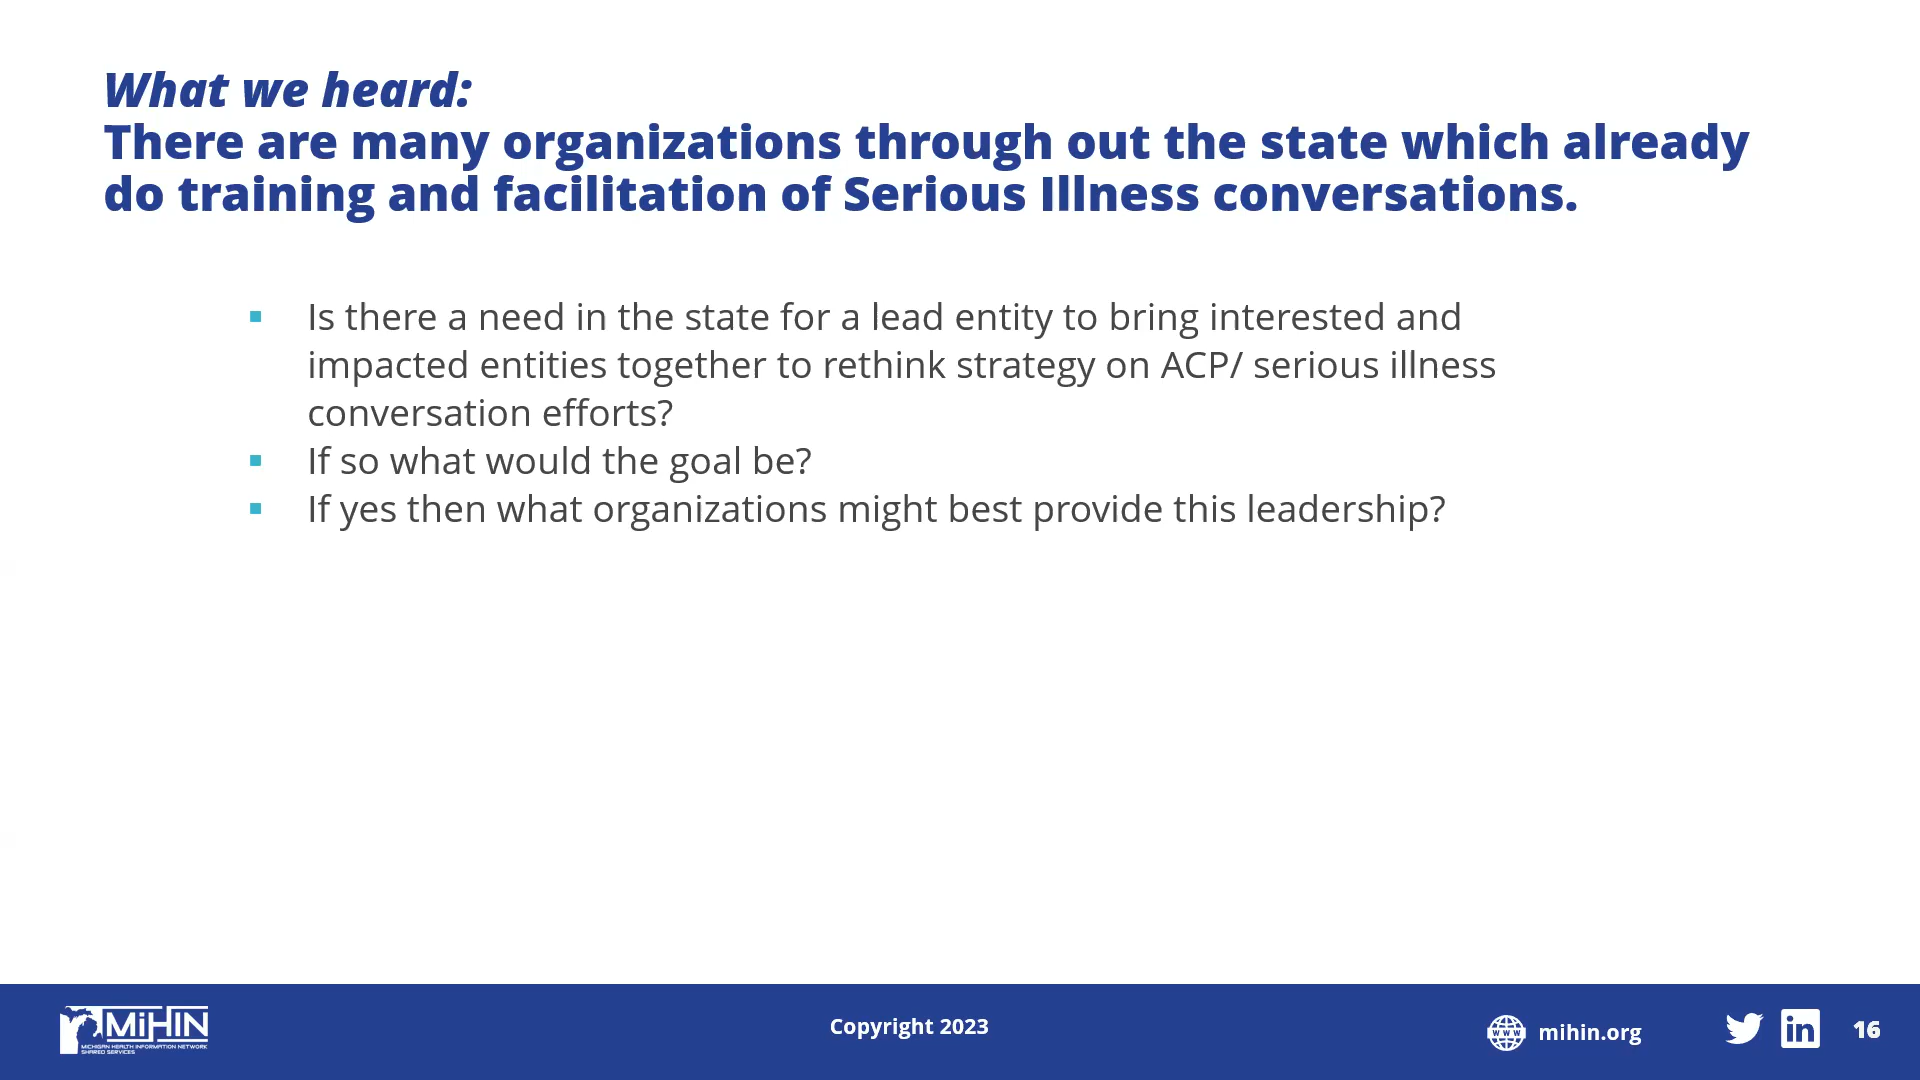 What we heard:
There are many organizations through out the state which already
do training and facilitation of Serious Illness conversations.
Is there a need in the state for a lead entity to bring interested and
impacted entities together to rethink strategy on ACP/ serious illness
conversation efforts?
If so what would the goal be?
If yes then what organizations might best provide this leadership?
MiHIN
MICHIGAN HEALTH INFORMATION NETWORK
SHARED SERVICES
Copyright 2023
www
mihin.org
in
16